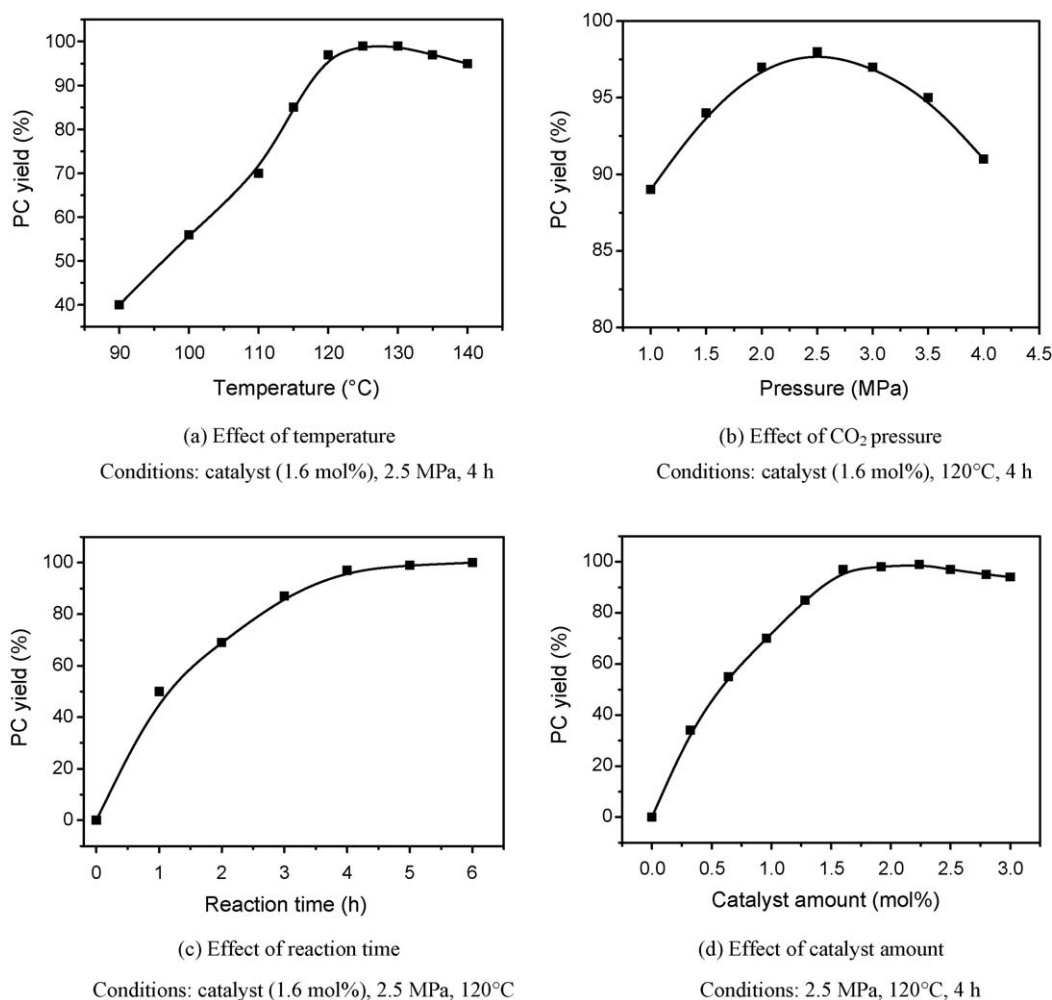 100
90
80
70
60
50
40
PC yield (%)
90 100 110 120 130 140
Temperature (°C)
(a) Effect of temperature
Conditions: catalyst (1.6 mol%), 2.5 MPa, 4 h
100
95
90
85
80
PC yield (%)
1.0 1.5 2.0 2.5 3.0 3.5 4.0 4.5
Pressure (MPa)
(b) Effect of CO₂ pressure
Conditions: catalyst (1.6 mol%), 120°C, 4 h
100
80
60
40
20
0
PC yield (%)
0 1 2 3 4 5 6
Reaction time (h)
(c) Effect of reaction time
Conditions: catalyst (1.6 mol%), 2.5 MPa, 120°C
100
80
60
40
20
0
PC yield (%)
0.0 0.5 1.0 1.5 2.0 2.5 3.0
Catalyst amount (mol%)
(d) Effect of catalyst amount
Conditions: 2.5 MPa, 120°C, 4 h